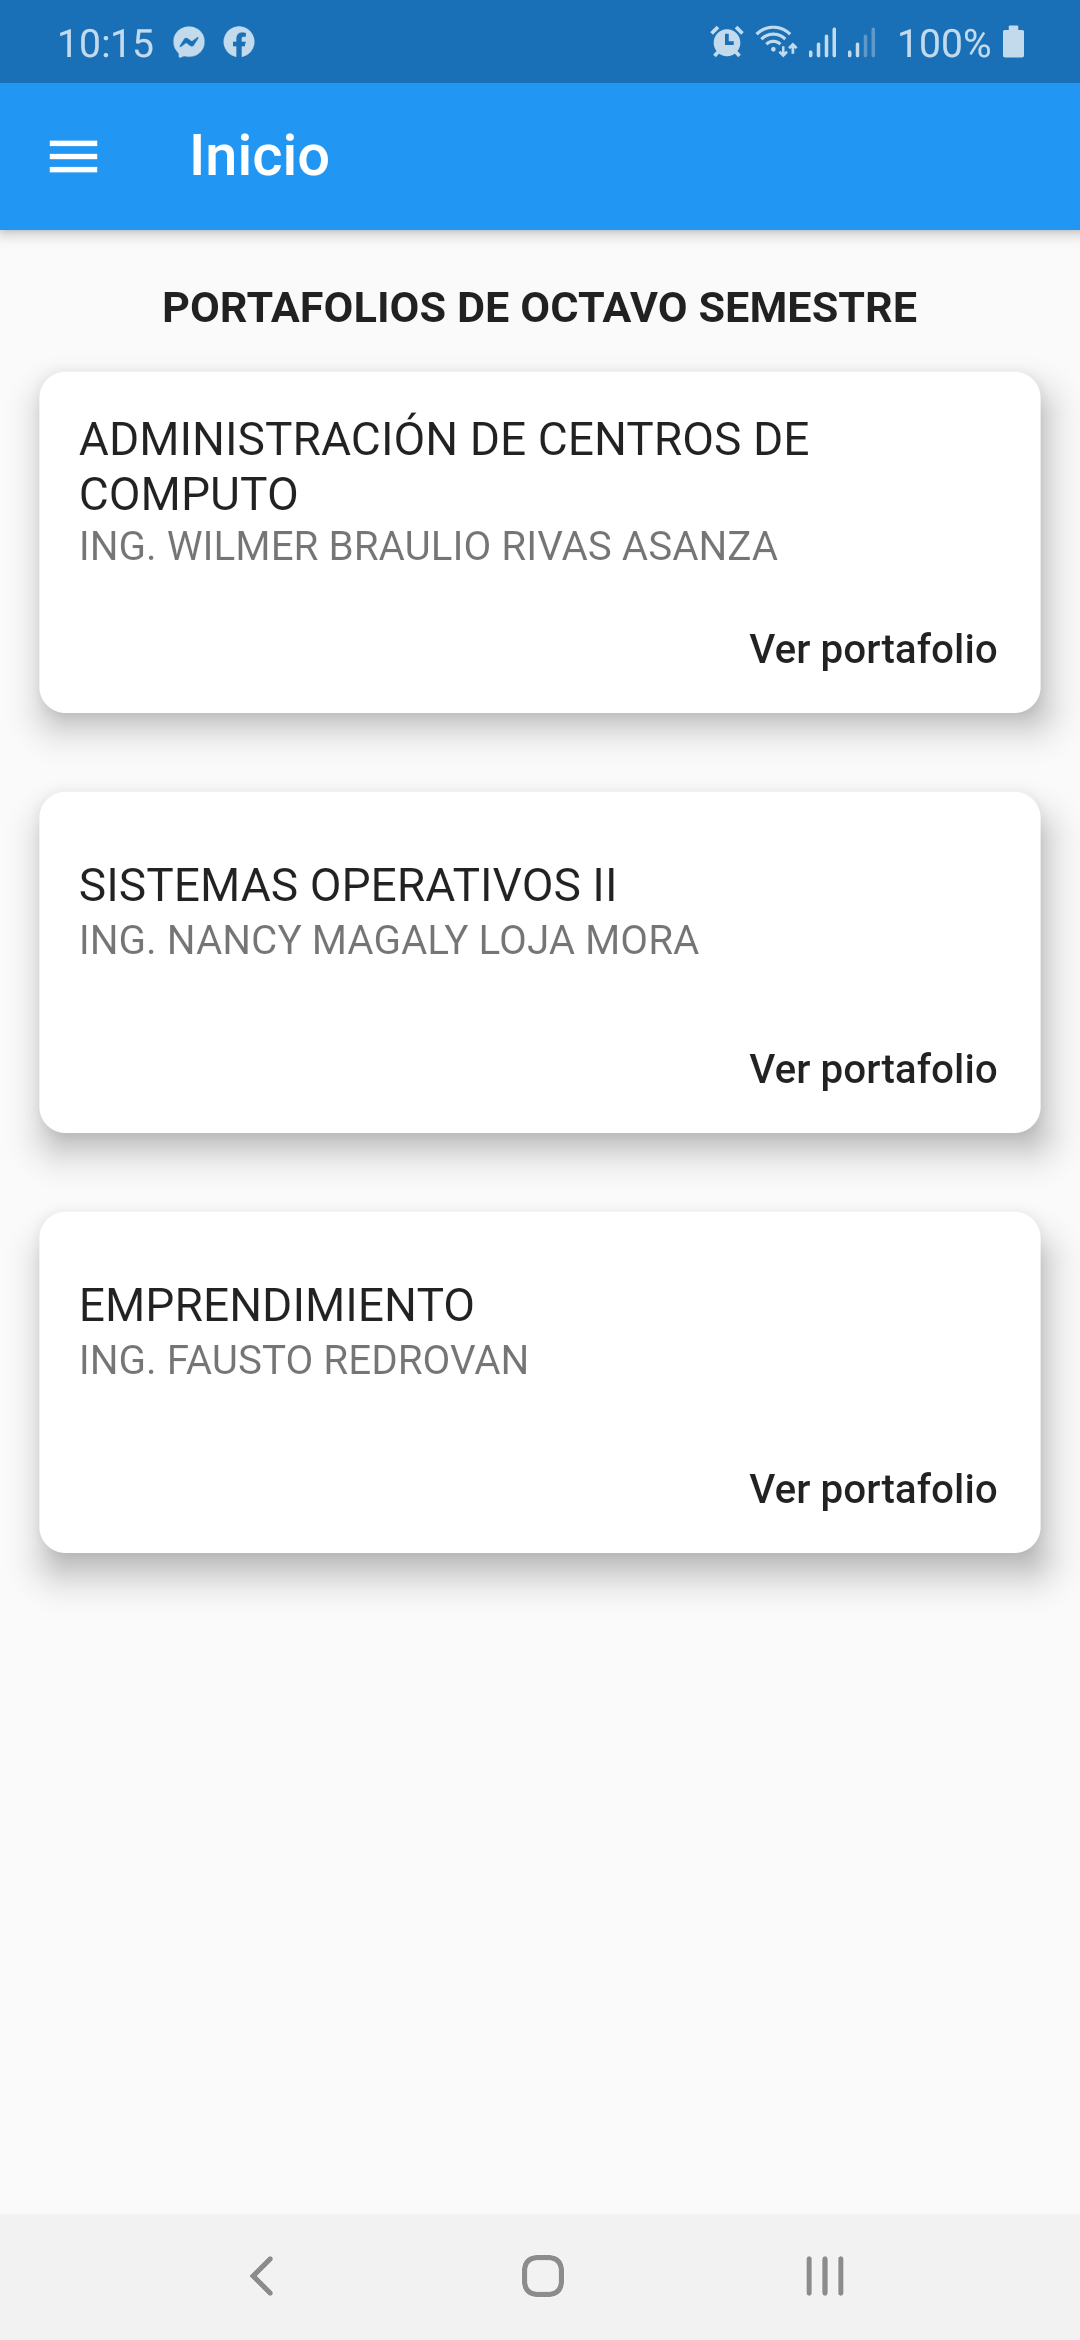 10:15
100%
Inicio
PORTAFOLIOS DE OCTAVO SEMESTRE
ADMINISTRACIÓN DE CENTROS DE
COMPUTO
ING. WILMER BRAULIO RIVAS ASANZA
Ver portafolio
SISTEMAS OPERATIVOS II
ING. NANCY MAGALY LOJA MORA
Ver portafolio
EMPRENDIMIENTO
ING. FAUSTO REDROVAN
Ver portafolio